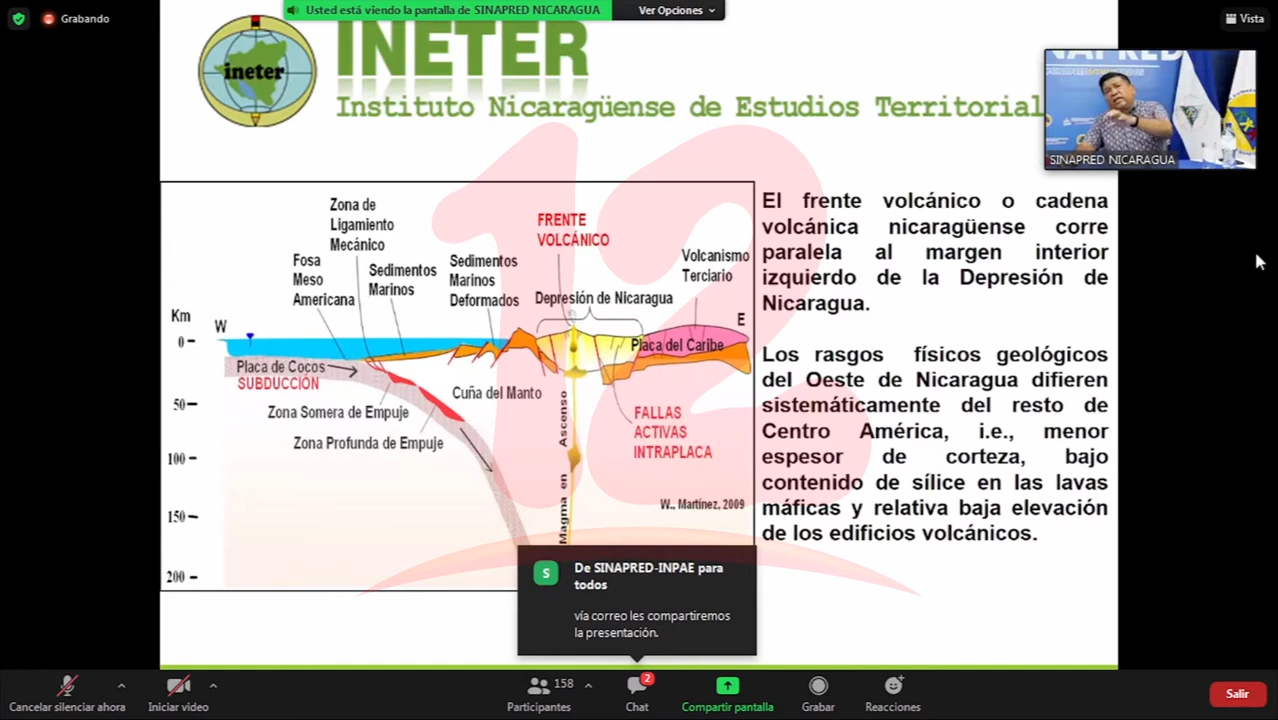 Grabando
Usted está viendo la pantalla de SINAPRED NICARAGUA
Ver Opciones
Vista
ineter
INETER
Instituto Nicaragüense de Estudios Territorial
SINAPRED NICARAGUA
12
Zona de
Ligamiento
Mecánico
Fosa
Meso
Americana
Sedimentos
Marinos
Sedimentos
Marinos
Deformados
FRENTE
VOLCÁNICO
Depresión de Nicaragua
Volcanismo
Terciario
Km
W
E
0
50
100
150
200
Placa de Cocos
SUBDUCCIÓN
Zona Somera de Empuje
Zona Profunda de Empuje
Cuña del Manto
Magma en Ascenso
Placa del Caribe
FALLAS
ACTIVAS
INTRAPLACA
W., Martínez, 2009
El frente volcánico o cadena
volcánica nicaragüense corre
paralela al margen interior
izquierdo de la Depresión de
Nicaragua.
Los rasgos físicos geológicos
del Oeste de Nicaragua difieren
sistemáticamente del resto de
Centro América, i.e., menor
espesor de corteza, bajo
contenido de sílice en las lavas
máficas y relativa baja elevación
de los edificios volcánicos.
S
De SINAPRED-INPAE para
todos
vía correo les compartiremos
la presentación.
Cancelar silenciar ahora
Iniciar video
158
Participantes
2
Chat
Compartir pantalla
Grabar
Reacciones
Salir